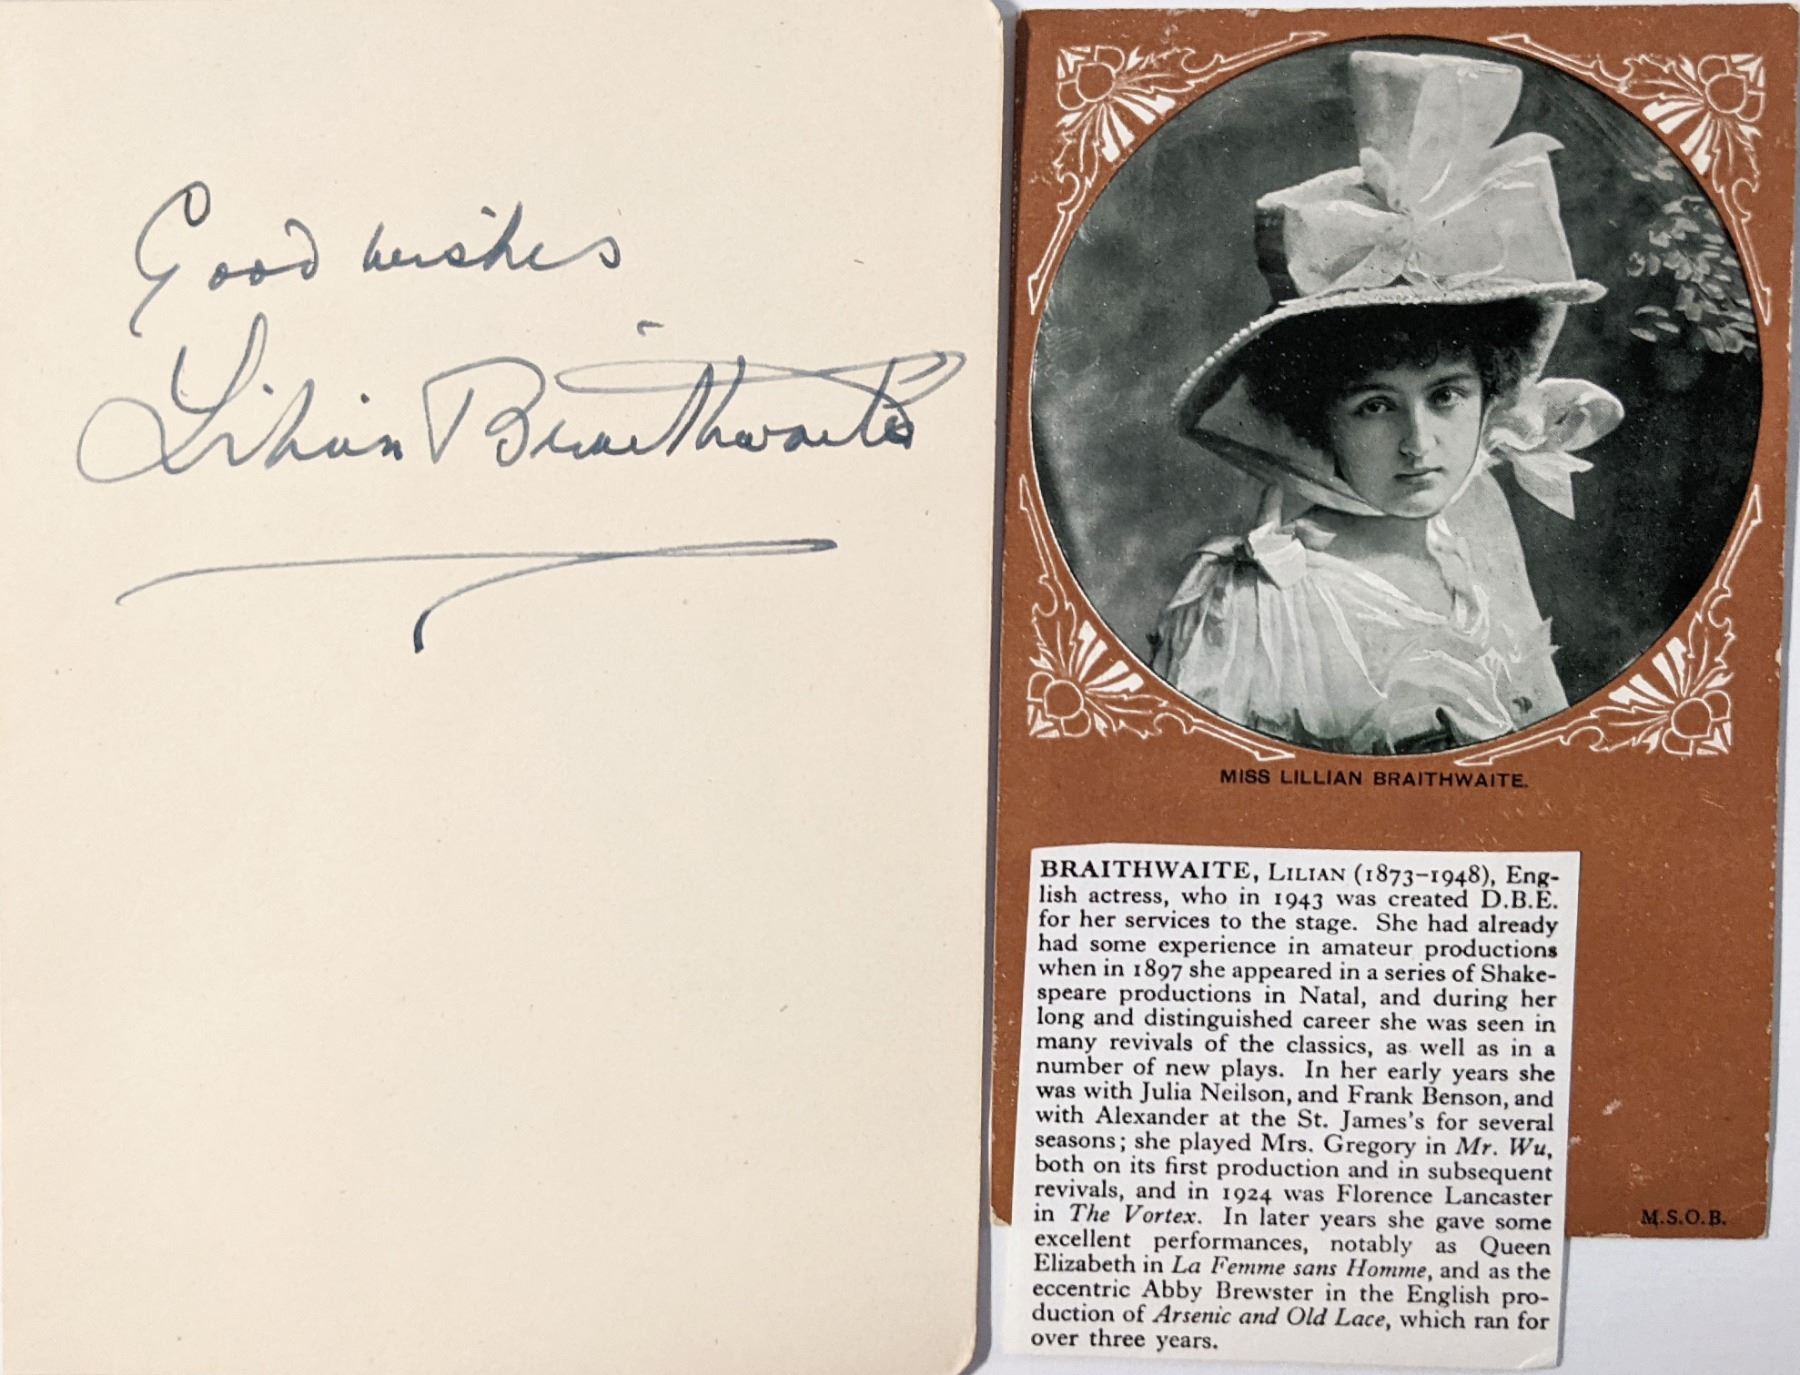 Good wishes
Lilian Braithwaite
MISS LILLIAN BRAITHWAITE.
BRAITHWAITE, LILIAN (1873–1948), Eng-
lish actress, who in 1943 was created D.B.E.
for her services to the stage. She had already
had some experience in amateur productions
when in 1897 she appeared in a series of Shake-
speare productions in Natal, and during her
long and distinguished career she was seen in
many revivals of the classics, as well as in a
number of new plays. In her early years she
was with Julia Neilson, and Frank Benson, and
with Alexander at the St. James's for several
seasons; she played Mrs. Gregory in Mr. Wu,
both on its first production and in subsequent
revivals, and in 1924 was Florence Lancaster
in The Vortex. In later years she gave some
excellent performances, notably as Queen
Elizabeth in La Femme sans Homme, and as the
eccentric Abby Brewster in the English pro-
duction of Arsenic and Old Lace, which ran for
over three years.
M.S.O.B.